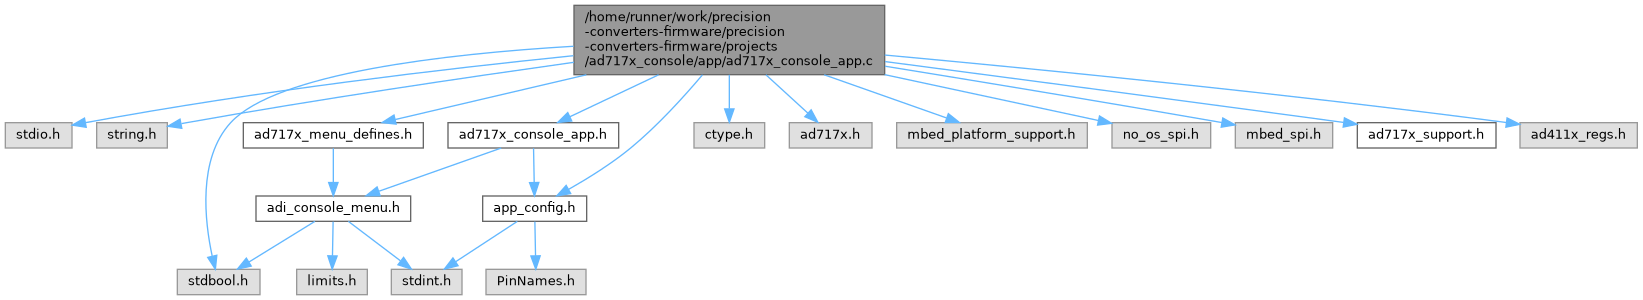 /home/runner/work/precision
-converters-firmware/precision
-converters-firmware/projects
/ad717x_console/app/ad717x_console_app.c
stdio.h
string.h
ad717x_menu_defines.h
ad717x_console_app.h
ctype.h
ad717x.h
mbed_platform_support.h
no_os_spi.h
mbed_spi.h
ad717x_support.h
ad411x_regs.h
adi_console_menu.h
app_config.h
stdbool.h
limits.h
stdint.h
PinNames.h